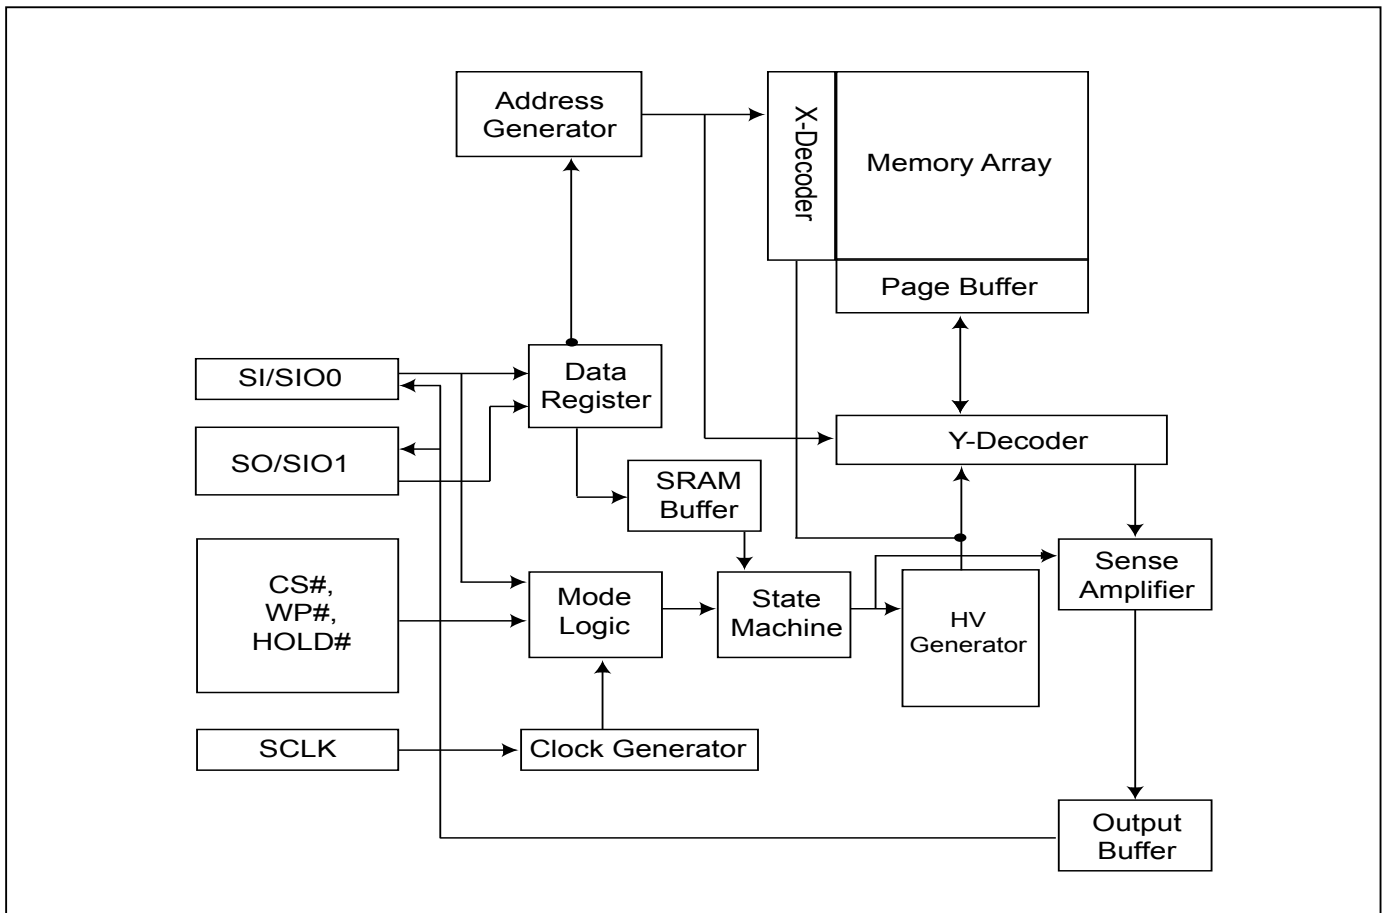 Address
Generator
X-Decoder
Memory Array
Page Buffer
SI/SIO0
Data
Register
SO/SIO1
Y-Decoder
SRAM
Buffer
CS#,
WP#,
HOLD#
Mode
Logic
State
Machine
HV
Generator
Sense
Amplifier
SCLK
Clock Generator
Output
Buffer